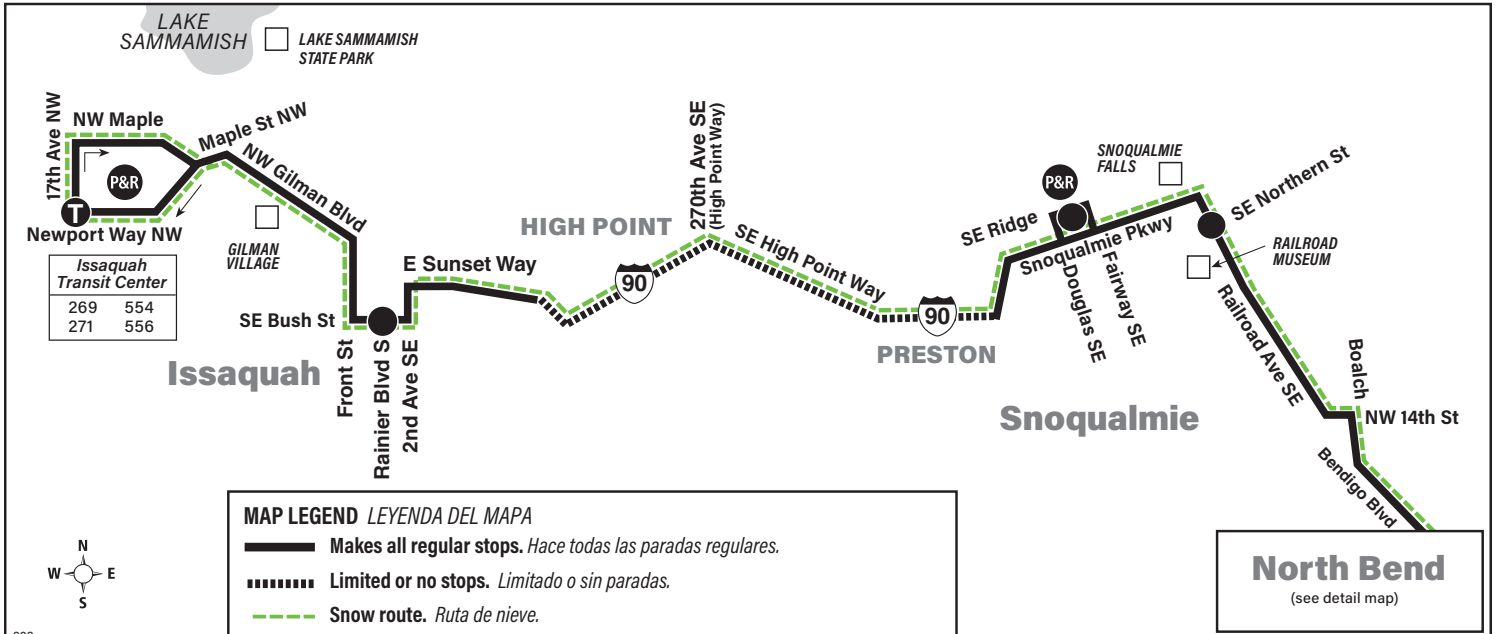 LAKE
SAMMAMISH
LAKE SAMMAMISH
STATE PARK
17th Ave NW
NW Maple
Maple St NW
P&R
T
Newport Way NW
NW Gilman Blvd
GILMAN
VILLAGE
Issaquah
Transit Center
269 554
271 556
SE Bush St
E Sunset Way
Issaquah
Front St
Rainier Blvd S
2nd Ave SE
HIGH POINT
90
270th Ave SE
(High Point Way)
SE High Point Way
90
PRESTON
P&R
SE Ridge
SNOQUALMIE
FALLS
Snoqualmie Pkwy
Douglas SE
Fairway SE
SE Northern St
RAILROAD
MUSEUM
Railroad Ave SE
Snoqualmie
Boalch
NW 14th St
Bendigo Blvd
North Bend
(see detail map)
N
W E
S
MAP LEGEND LEYENDA DEL MAPA
Makes all regular stops. Hace todas las paradas regulares.
Limited or no stops. Limitado o sin paradas.
Snow route. Ruta de nieve.